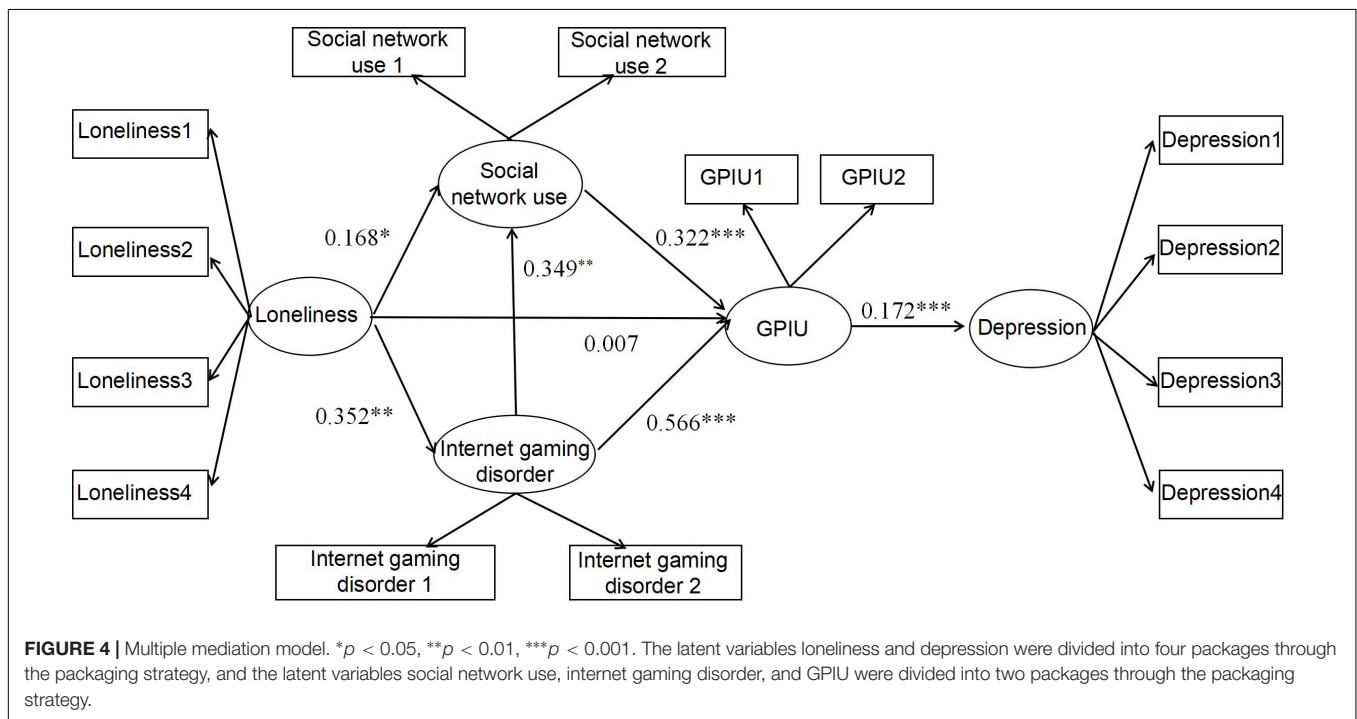 Social network
use 1
Social network
use 2
Loneliness1
Loneliness2
Loneliness3
Loneliness4
Social
network use
GPIU1
GPIU2
Depression1
Depression2
Depression3
Depression4
0.168*
0.349**
0.322***
Loneliness
GPIU
0.172***
Depression
0.007
0.352**
0.566***
Internet gaming
disorder
Internet gaming
disorder 1
Internet gaming
disorder 2
FIGURE 4 | Multiple mediation model. *p < 0.05, **p < 0.01, ***p < 0.001. The latent variables loneliness and depression were divided into four packages through
the packaging strategy, and the latent variables social network use, internet gaming disorder, and GPIU were divided into two packages through the packaging
strategy.